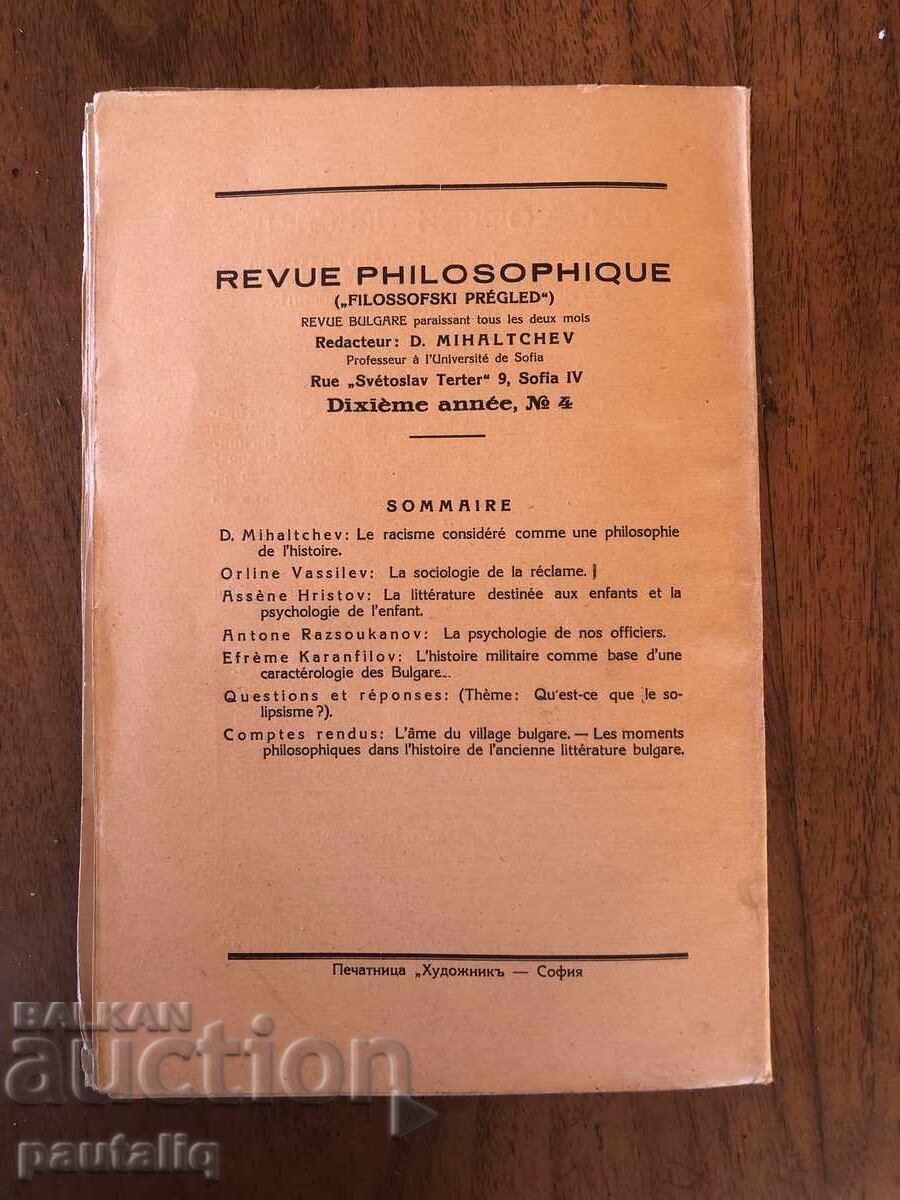 REVUE PHILOSOPHIQUE
(„FILOSSOFSKI PRÉGLED“)
REVUE BULGARE paraissant tous les deux mois
Redacteur: D. MIHALTCHEV
Professeur à l'Université de Sofia
Rue „Svétoslav Terter“ 9, Sofia IV
Dixième année, № 4
SOMMAIRE
D. Mihaltchev: Le racisme considéré comme une philosophie
de l'histoire.
Orline Vassilev: La sociologie de la réclame.
Assène Hristov: La littérature destinée aux enfants et la
psychologie de l'enfant.
Antone Razsoukanov: La psychologie de nos officiers.
Efrème Karanfilov: L'histoire militaire comme base d'une
caractérologie des Bulgare..
Questions et réponses: (Thème: Qu'est-ce que le so-
lipsisme?).
Comptes rendus: L'âme du village bulgare. — Les moments
philosophiques dans l'histoire de l'ancienne littérature bulgare.
Печатница „Художникъ — София
BALKAN
auction
pautaliq